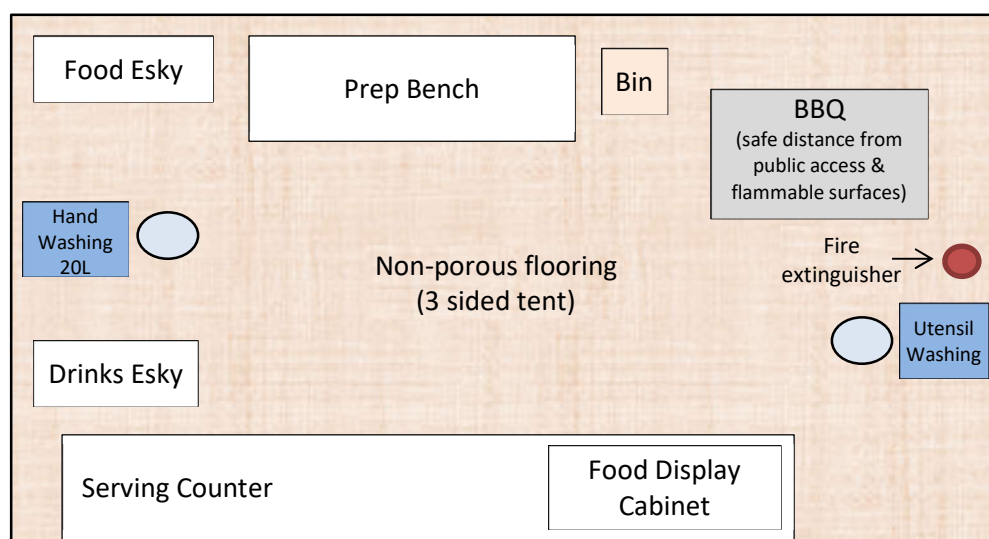 Food Esky
Prep Bench
Bin
BBQ
(safe distance from
public access &
flammable surfaces)
Hand
Washing
20L
Non-porous flooring
(3 sided tent)
Fire
extinguisher
Utensil
Washing
Drinks Esky
Serving Counter
Food Display
Cabinet